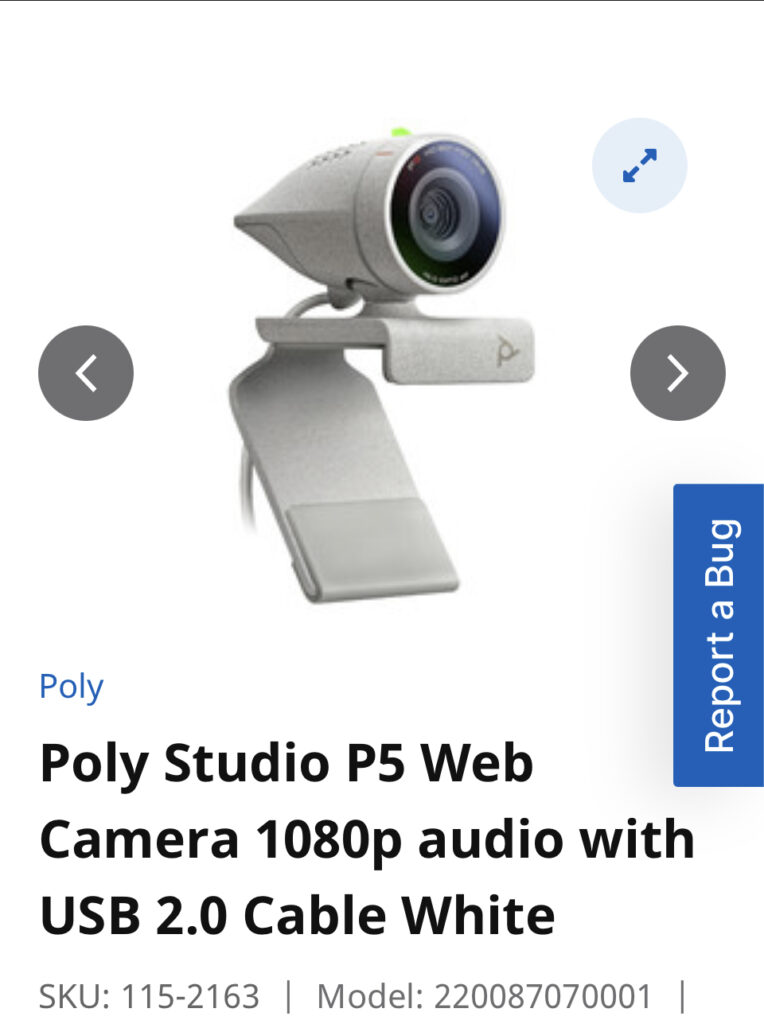 Report a Bug
Poly
Poly Studio P5 Web
Camera 1080p audio with
USB 2.0 Cable White
SKU: 115-2163 | Model: 220087070001 |